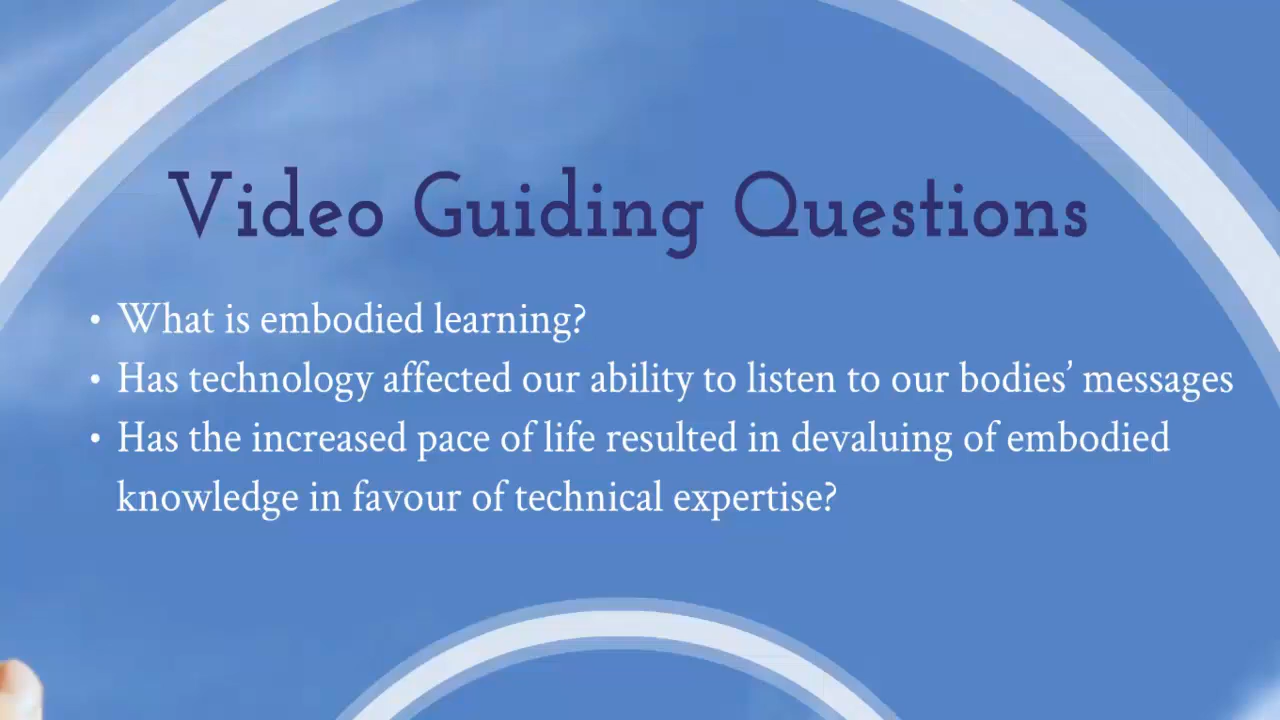 Video Guiding Questions
• What is embodied learning?
• Has technology affected our ability to listen to our bodies’ messages
• Has the increased pace of life resulted in devaluing of embodied
knowledge in favour of technical expertise?